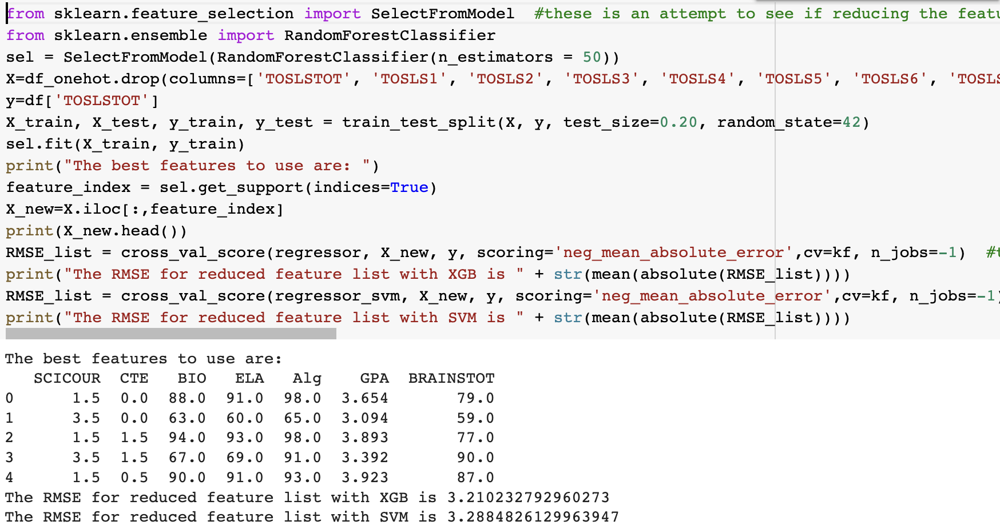 from sklearn.feature_selection import SelectFromModel  #these is an attempt to see if reducing the
from sklearn.ensemble import RandomForestClassifier
sel = SelectFromModel(RandomForestClassifier(n_estimators = 50))
X=df_onehot.drop(columns=['TOSLSTOT', 'TOSLS1', 'TOSLS2', 'TOSLS3', 'TOSLS4', 'TOSLS5', 'TOSLS6',
y=df['TOSLSTOT']
X_train, X_test, y_train, y_test = train_test_split(X, y, test_size=0.20, random_state=42)
sel.fit(X_train, y_train)
print("The best features to use are: ")
feature_index = sel.get_support(indices=True)
X_new=X.iloc[:,feature_index]
print(X_new.head())
RMSE_list = cross_val_score(regressor, X_new, y, scoring='neg_mean_absolute_error',cv=kf, n_jobs=-1)  #
print("The RMSE for reduced feature list with XGB is " + str(mean(absolute(RMSE_list))))
RMSE_list = cross_val_score(regressor_svm, X_new, y, scoring='neg_mean_absolute_error',cv=kf, n_jobs=-1)
print("The RMSE for reduced feature list with SVM is " + str(mean(absolute(RMSE_list))))
The best features to use are:
   SCICOUR  CTE   BIO   ELA   Alg    GPA  BRAINSTOT
0      1.5  0.0  88.0  91.0  98.0  3.654       79.0
1      3.5  0.0  63.0  60.0  65.0  3.094       59.0
2      1.5  1.5  94.0  93.0  98.0  3.893       77.0
3      3.5  1.5  67.0  69.0  91.0  3.392       90.0
4      1.5  0.5  90.0  91.0  93.0  3.923       87.0
The RMSE for reduced feature list with XGB is 3.210232792960273
The RMSE for reduced feature list with SVM is 3.2884826129963947